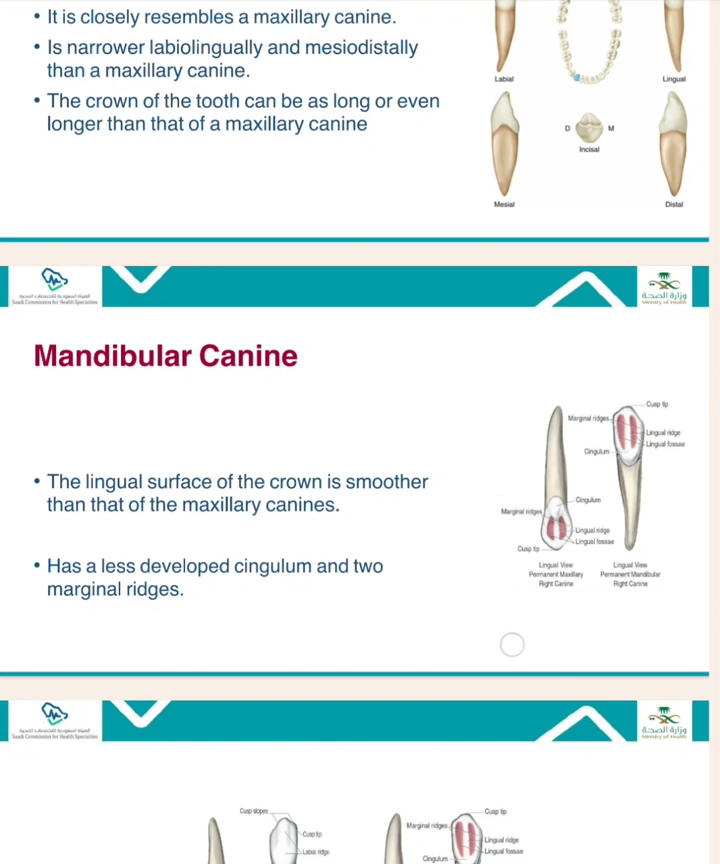 • It is closely resembles a maxillary canine.
• Is narrower labiolingually and mesiodistally
than a maxillary canine.
• The crown of the tooth can be as long or even
longer than that of a maxillary canine
Labial
Lingual
D
M
Incisal
Mesial
Distal
Saudi Commission for Health Specialties
وزارة الصحة
Ministry of Health
Mandibular Canine
• The lingual surface of the crown is smoother
than that of the maxillary canines.
• Has a less developed cingulum and two
marginal ridges.
Cusp tip
Marginal ridges
Lingual ridge
Lingual fossae
Cingulum
Cingulum
Marginal ridges
Lingual ridge
Lingual fossae
Cusp tip
Lingual View
Permanent Maxillary
Right Canine
Lingual View
Permanent Mandibular
Right Canine
Saudi Commission for Health Specialties
وزارة الصحة
Ministry of Health
Cusp slopes
Cusp tip
Labial ridge
Cusp tip
Marginal ridges
Lingual ridge
Lingual fossae
Cingulum